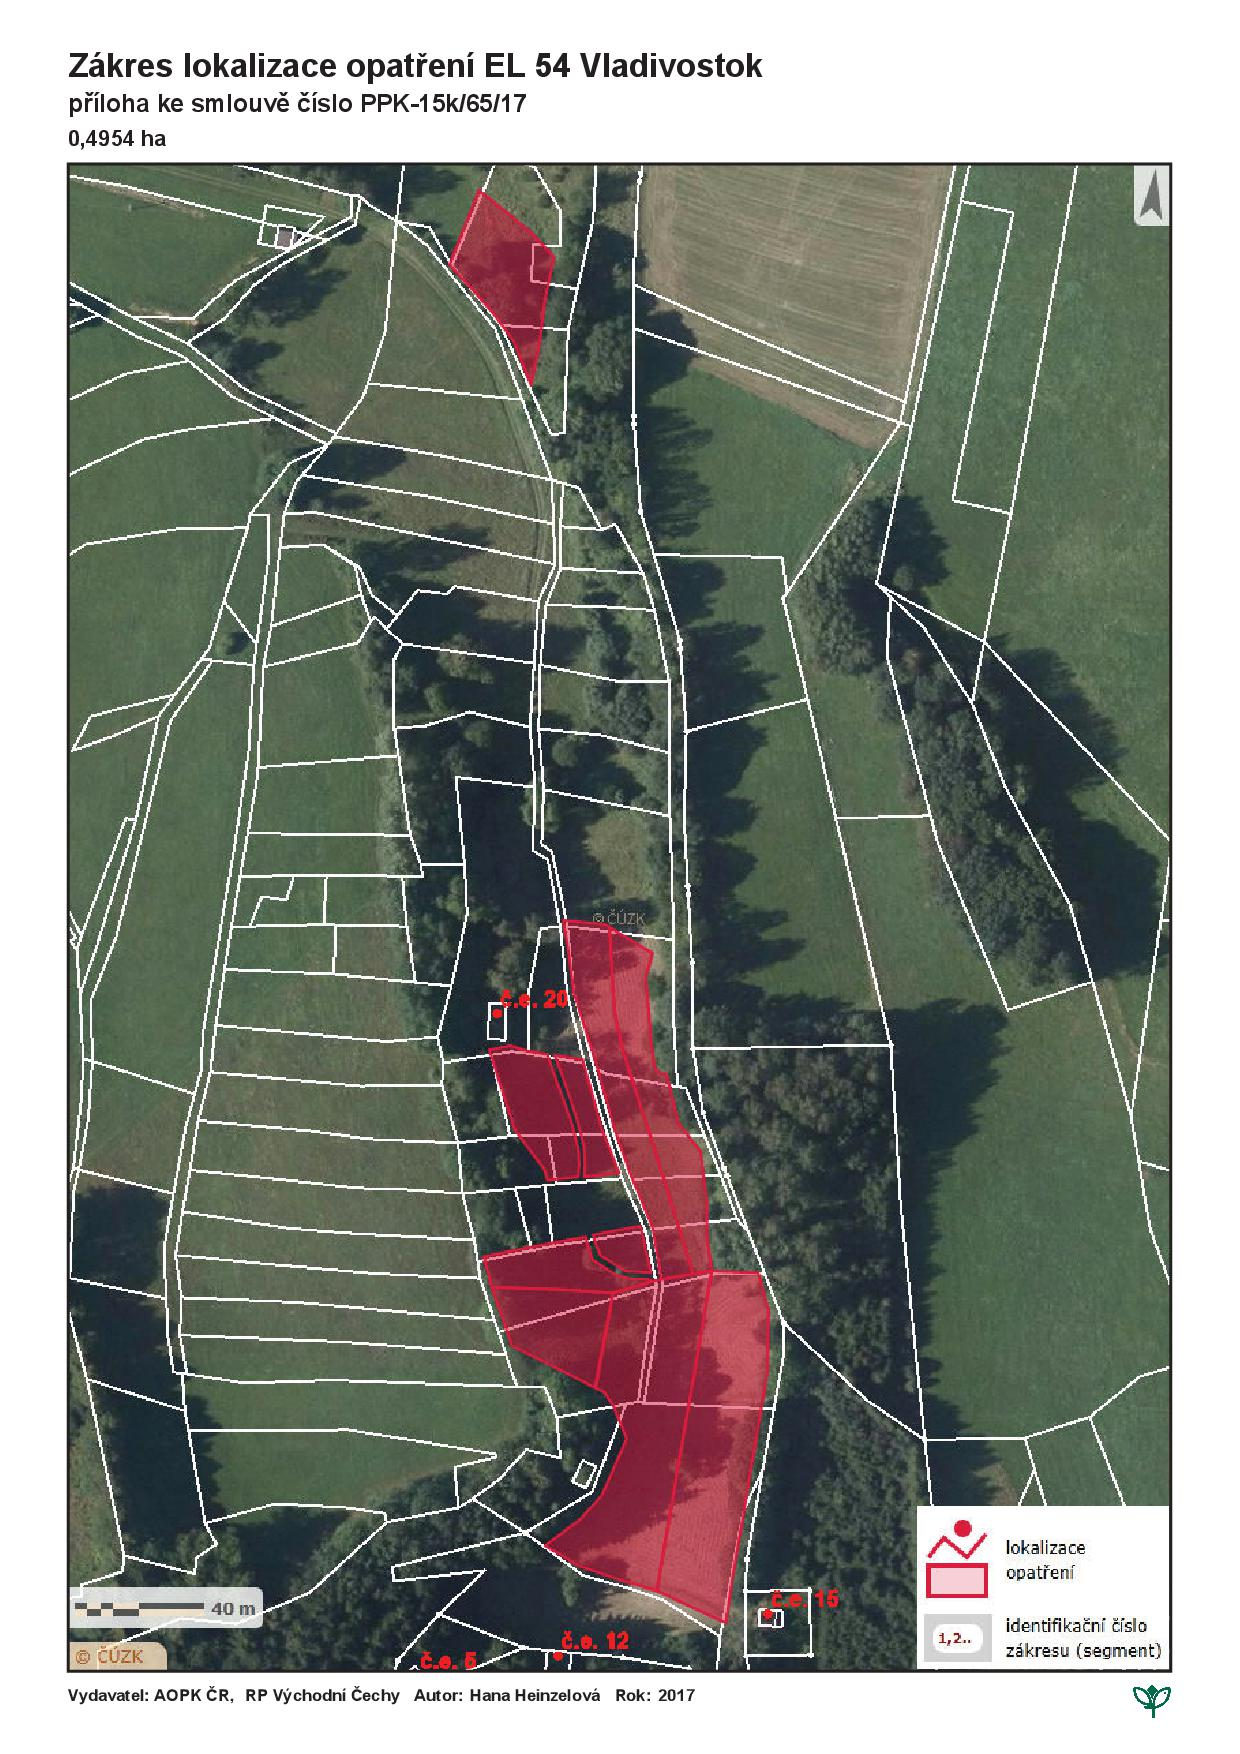 Zákres lokalizace opatření EL 54 Vladivostok
příloha ke smlouvě číslo PPK-15k/65/17
0,4954 ha
© ČÚZK
č.e. 20
č.e. 15
č.e. 12
č.e. 5
lokalizace
opatření
identifikační číslo
zákresu (segment)
1,2..
40 m
© ČÚZK
Vydavatel: AOPK ČR, RP Východní Čechy Autor: Hana Heinzelová Rok: 2017